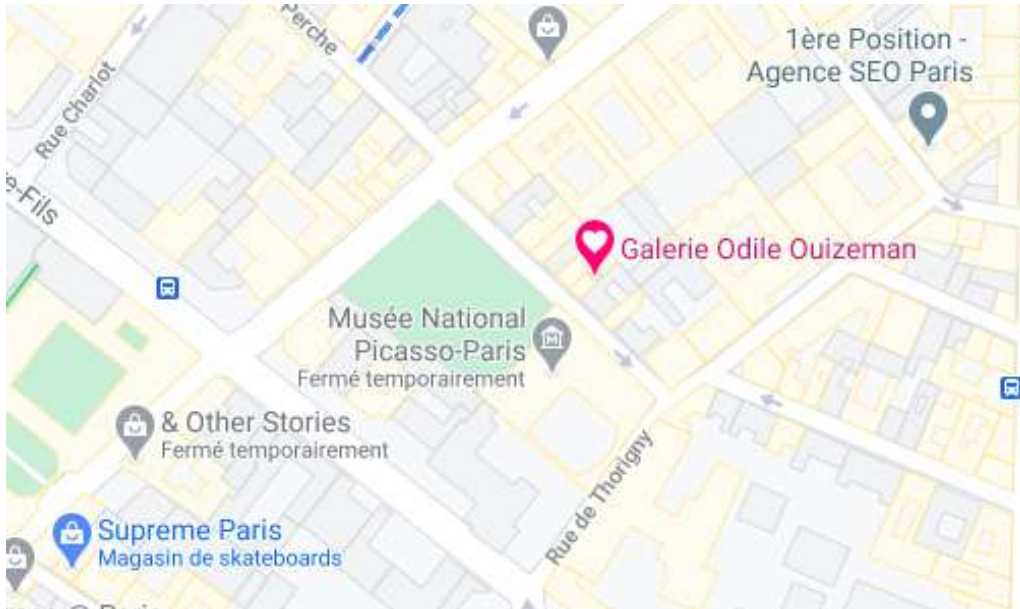 Perche
1ère Position -
Agence SEO Paris
Rue Charlot
e-Fils
Galerie Odile Ouizeman
Musée National
Picasso-Paris
Fermé temporairement
& Other Stories
Fermé temporairement
Rue de Thorigny
Supreme Paris
Magasin de skateboards